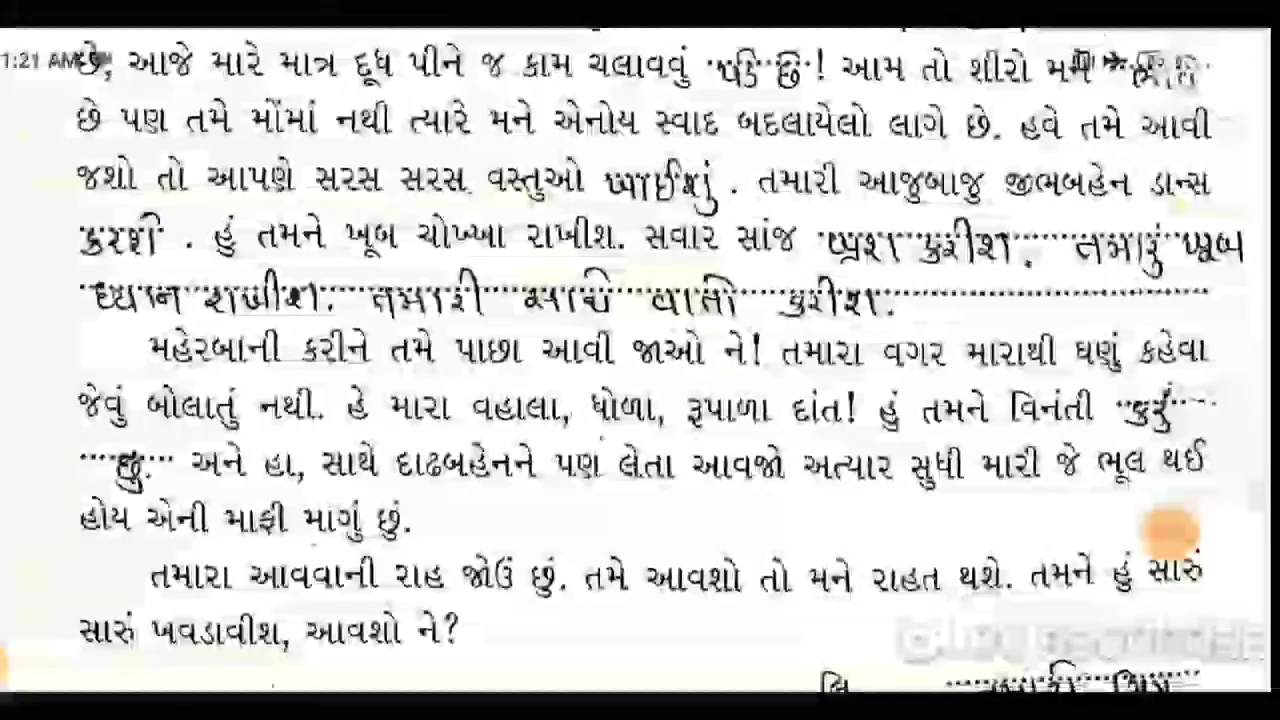 1:21 AM છે, આજે મારે માત્ર દૂધ પીને જ કામ ચલાવવું પડે છે! આમ તો શીરો મને
છે પણ તમે મોંમાં નથી ત્યારે મને એનોય સ્વાદ બદલાયેલો લાગે છે. હવે તમે આવી
જશો તો આપણે સરસ સરસ વસ્તુઓ ખાઈશું. તમારી આજુબાજુ જીભબહેન ડાન્સ
કરશે. હું તમને ખૂબ ચોખ્ખા રાખીશ. સવાર સાંજ બ્રશ કરીશ. તમારું ખૂબ
ધ્યાન રાખીશ. તમારી સાથે વાતો કરીશ.
મહેરબાની કરીને તમે પાછા આવી જાઓ ને! તમારા વગર મારાથી ઘણું કહેવા
જેવું બોલાતું નથી. હે મારા વહાલા, ધોળા, રૂપાળા દાંત! હું તમને વિનંતી કરું
છું. અને હા, સાથે દાઢબહેનને પણ લેતા આવજો અત્યાર સુધી મારી જે ભૂલ થઈ
હોય એની માફી માગું છું.
તમારા આવવાની રાહ જોઉં છું. તમે આવશો તો મને રાહત થશે. તમને હું સારું
સારું ખવડાવીશ, આવશો ને?
લિ